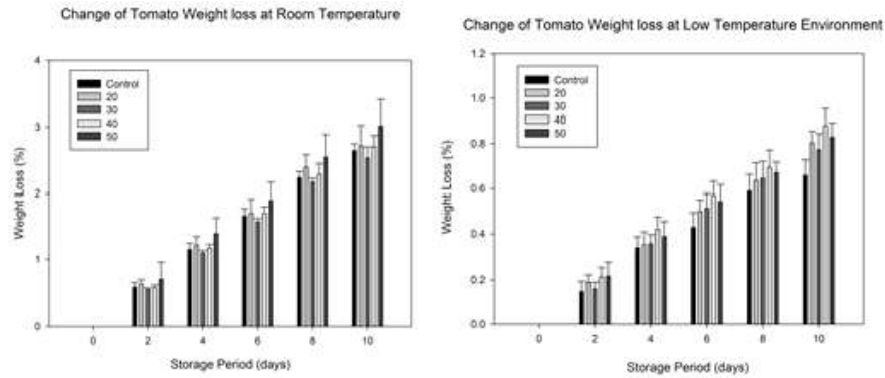 Change of Tomato Weight loss at Room Temperature
4
3
2
1
0
Weight Loss (%)
Control
20
30
40
50
0 2 4 6 8 10
Storage Period (days)
Change of Tomato Weight loss at Low Temperature Environment
1.2
1.0
0.8
0.6
0.4
0.2
0.0
Weight Loss (%)
Control
20
30
40
50
0 2 4 6 8 10
Storage Period (days)